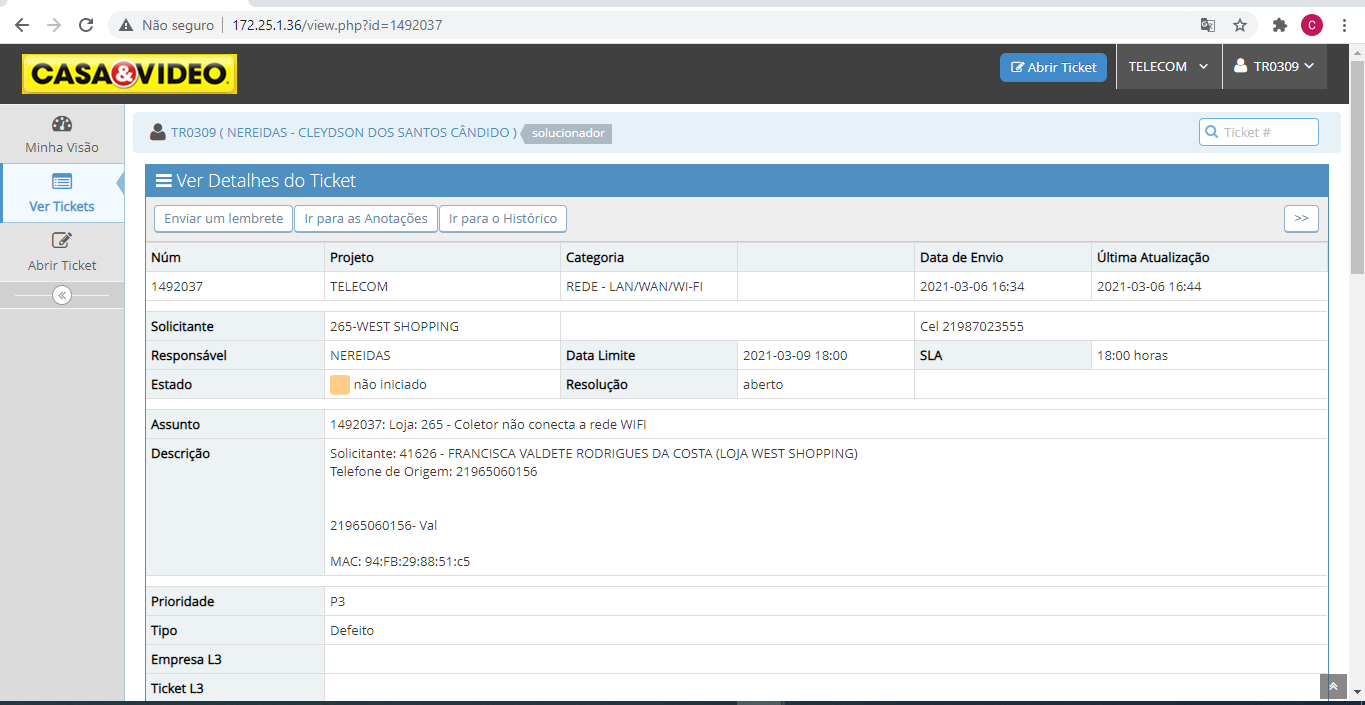 Não seguro
172.25.1.36/view.php?id=1492037
C
CASA&VIDEO
Abrir Ticket
TELECOM
TR0309
Minha Visão
Ver Tickets
Abrir Ticket
TR0309 ( NEREIDAS - CLEYDSON DOS SANTOS CÂNDIDO )
solucionador
Ticket #
Ver Detalhes do Ticket
Enviar um lembrete
Ir para as Anotações
Ir para o Histórico
>>
Núm Projeto Categoria Data de Envio Última Atualização
1492037 TELECOM REDE - LAN/WAN/WI-FI 2021-03-06 16:34 2021-03-06 16:44
Solicitante 265-WEST SHOPPING Cel 21987023555
Responsável NEREIDAS Data Limite 2021-03-09 18:00 SLA 18:00 horas
Estado não iniciado Resolução aberto
Assunto 1492037: Loja: 265 - Coletor não conecta a rede WIFI
Descrição Solicitante: 41626 - FRANCISCA VALDETE RODRIGUES DA COSTA (LOJA WEST SHOPPING)
Telefone de Origem: 21965060156
21965060156- Val
MAC: 94:FB:29:88:51:c5
Prioridade P3
Tipo Defeito
Empresa L3
Ticket L3